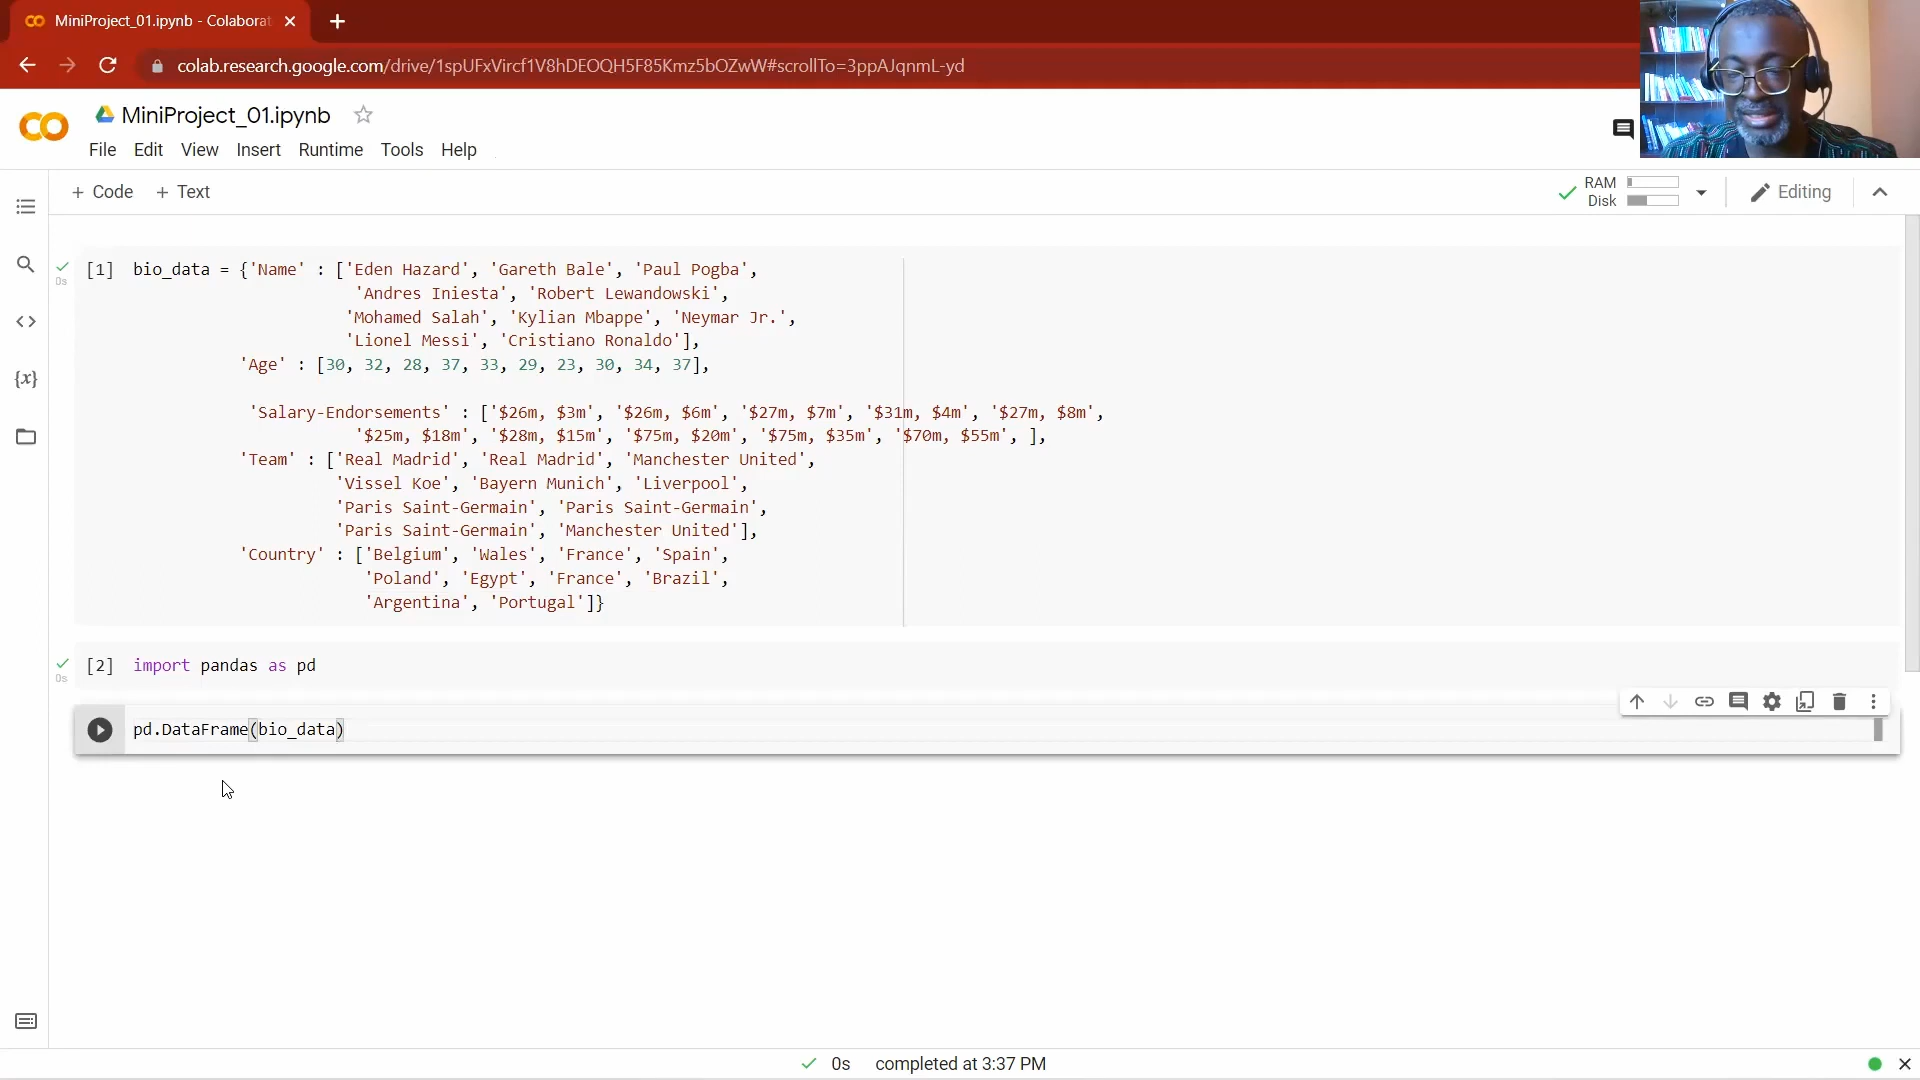 MiniProject_01.ipynb - Colaborat
colab.research.google.com/drive/1spUFxVircf1V8hDEOQH5F85Kmz5bOZwW#scrollTo=3ppAJqnmL-yd
MiniProject_01.ipynb
File Edit View Insert Runtime Tools Help
+ Code + Text
RAM
Disk
Editing
[1] bio_data = {'Name' : ['Eden Hazard', 'Gareth Bale', 'Paul Pogba',
0s
'Andres Iniesta', 'Robert Lewandowski',
'Mohamed Salah', 'Kylian Mbappe', 'Neymar Jr.',
'Lionel Messi', 'Cristiano Ronaldo'],
'Age' : [30, 32, 28, 37, 33, 29, 23, 30, 34, 37],
'Salary-Endorsements' : ['$26m, $3m', '$26m, $6m', '$27m, $7m', '$31m, $4m', '$27m, $8m',
'$25m, $18m', '$28m, $15m', '$75m, $20m', '$75m, $35m', '$70m, $55m', ],
'Team' : ['Real Madrid', 'Real Madrid', 'Manchester United',
'Vissel Koe', 'Bayern Munich', 'Liverpool',
'Paris Saint-Germain', 'Paris Saint-Germain',
'Paris Saint-Germain', 'Manchester United'],
'Country' : ['Belgium', 'Wales', 'France', 'Spain',
'Poland', 'Egypt', 'France', 'Brazil',
'Argentina', 'Portugal']}
[2] import pandas as pd
0s
pd.DataFrame(bio_data)
0s completed at 3:37 PM